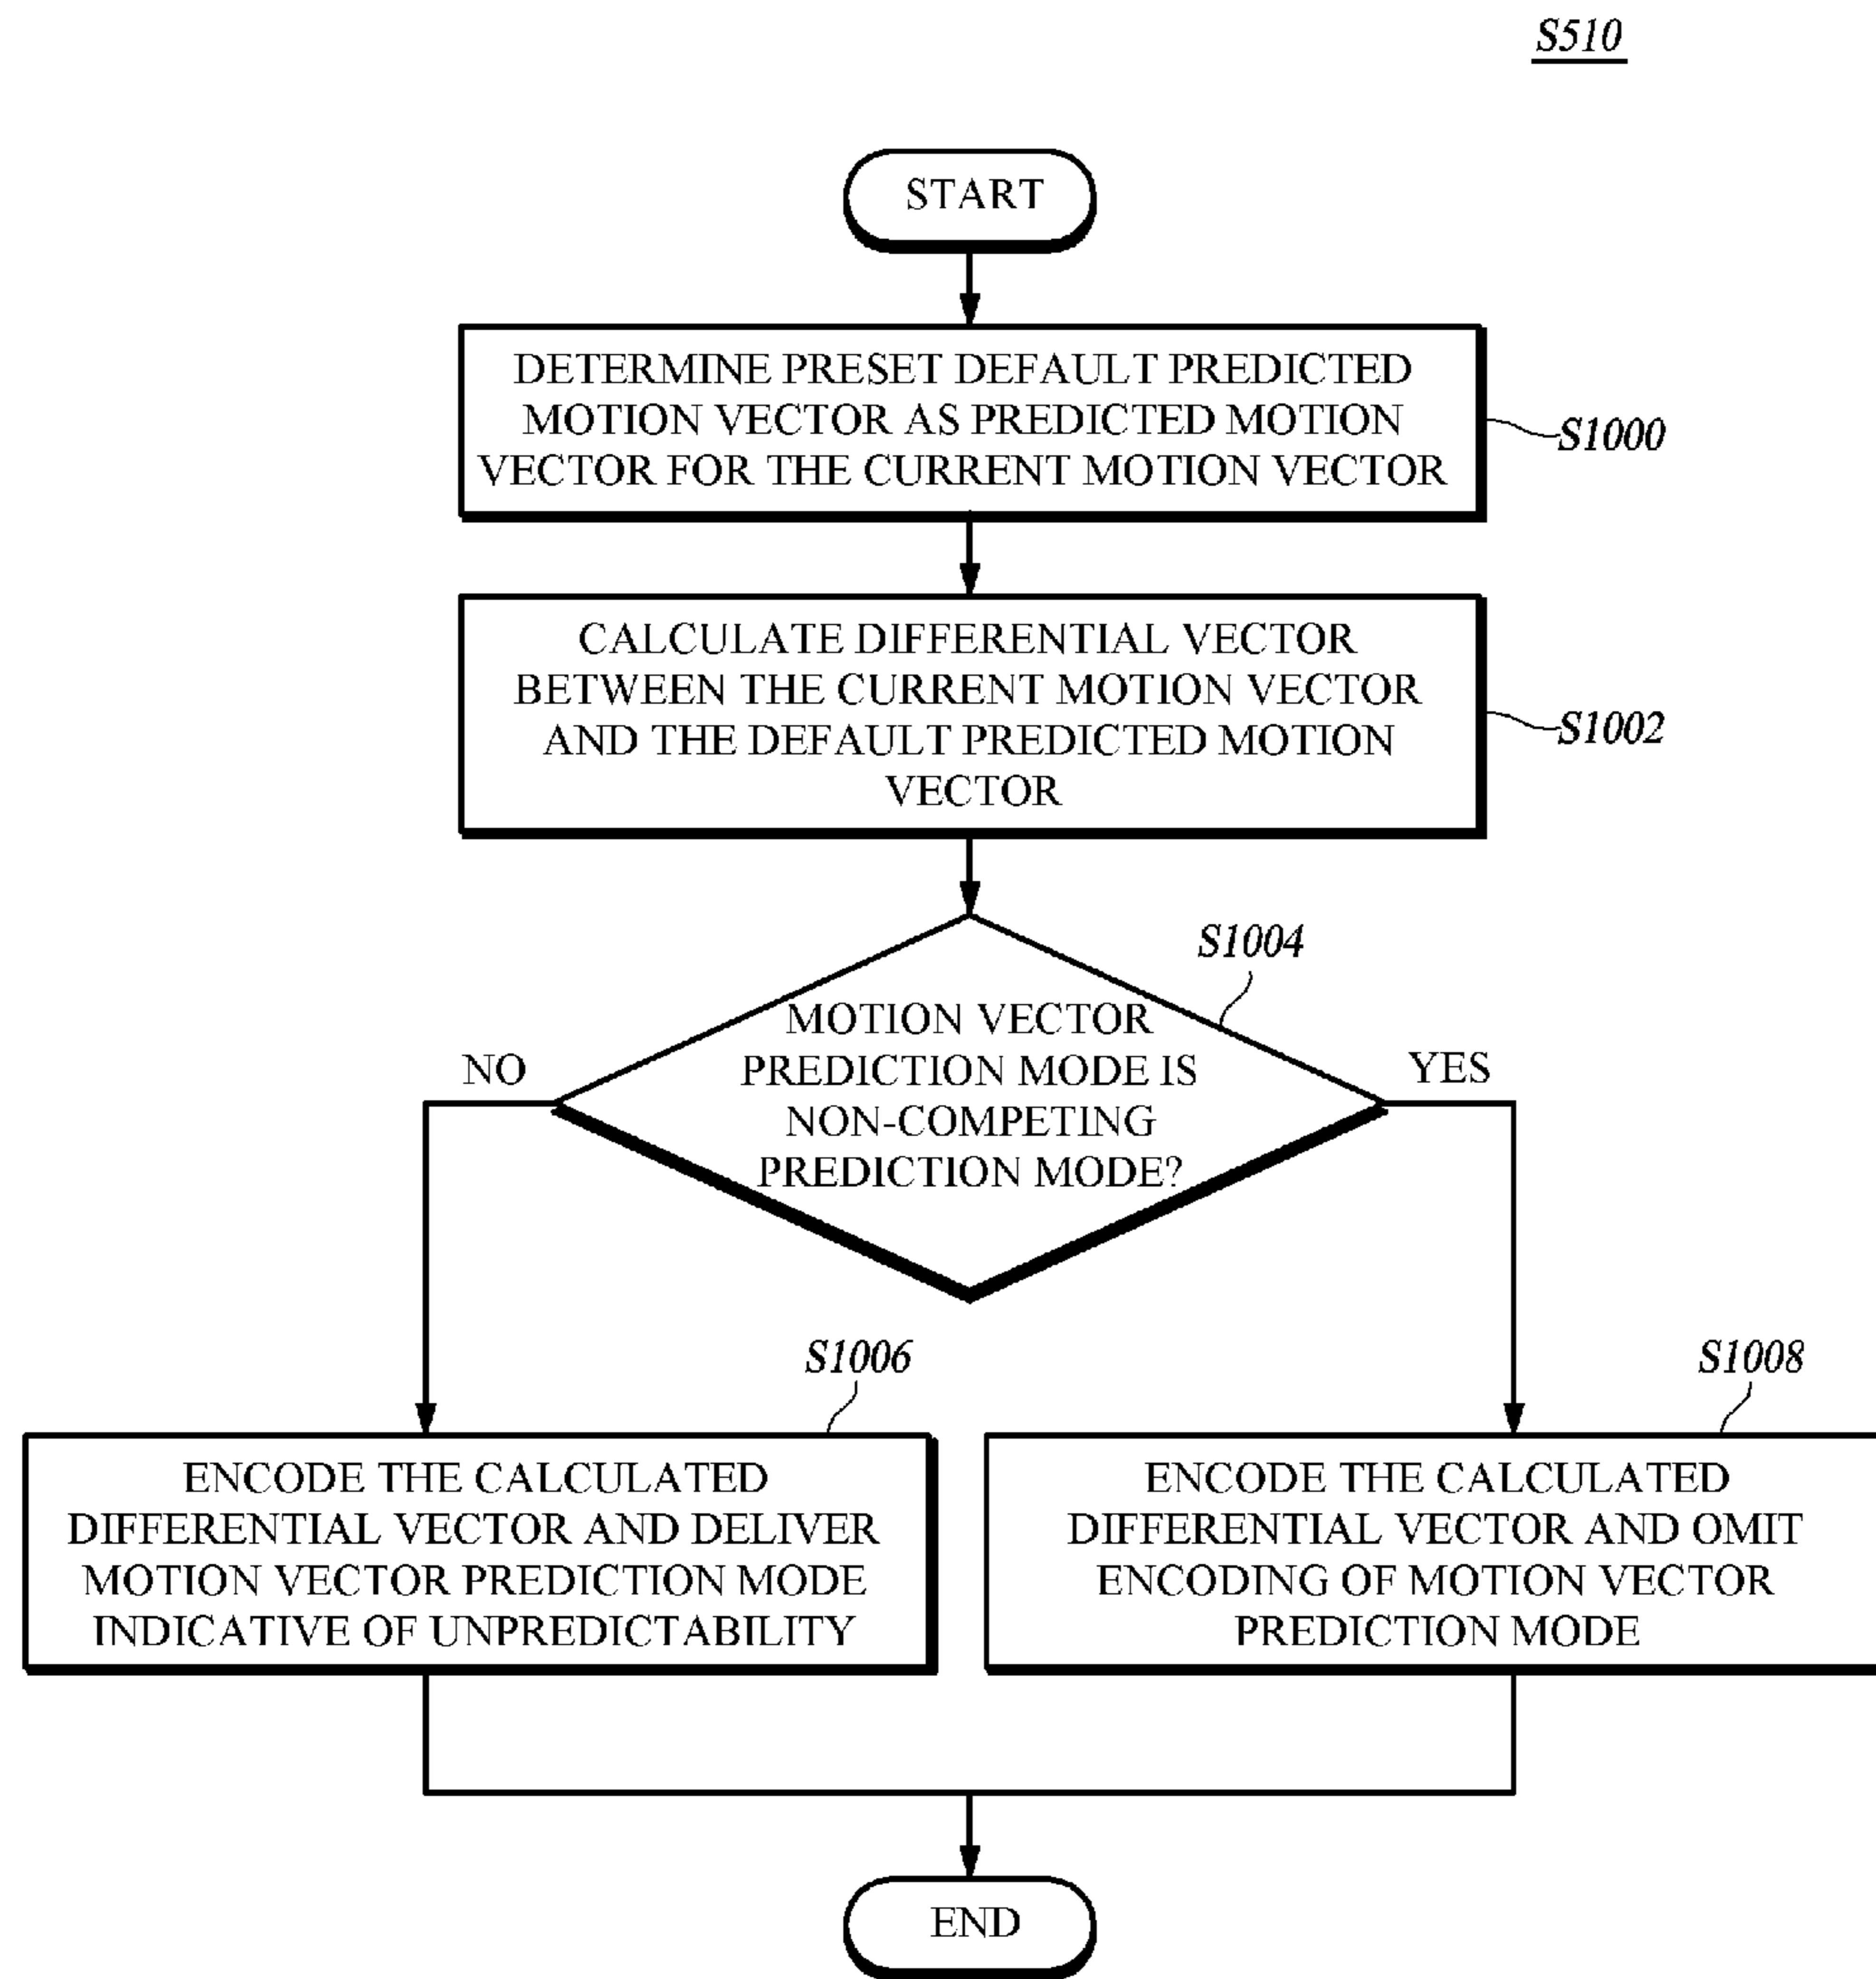 S510
START
DETERMINE PRESET DEFAULT PREDICTED
MOTION VECTOR AS PREDICTED MOTION
VECTOR FOR THE CURRENT MOTION VECTOR
S1000
CALCULATE DIFFERENTIAL VECTOR
BETWEEN THE CURRENT MOTION VECTOR
AND THE DEFAULT PREDICTED MOTION
VECTOR
S1002
S1004
MOTION VECTOR
PREDICTION MODE IS
NON-COMPETING
PREDICTION MODE?
NO
YES
S1006
ENCODE THE CALCULATED
DIFFERENTIAL VECTOR AND DELIVER
MOTION VECTOR PREDICTION MODE
INDICATIVE OF UNPREDICTABILITY
S1008
ENCODE THE CALCULATED
DIFFERENTIAL VECTOR AND OMIT
ENCODING OF MOTION VECTOR
PREDICTION MODE
END